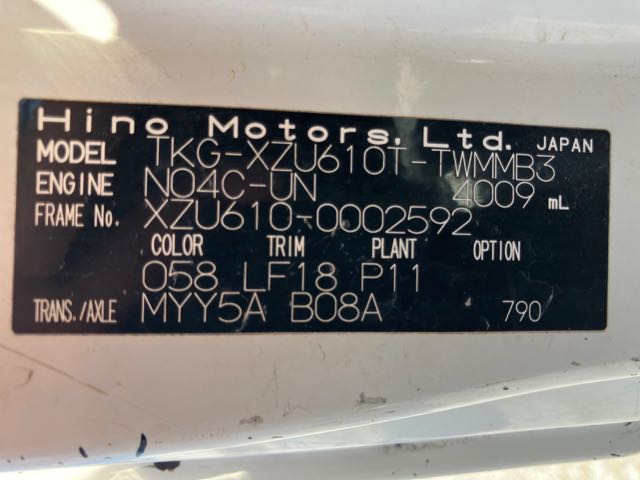 Hino Motors, Ltd. JAPAN
MODEL TKG-XZU610T-TWMMB3
ENGINE N04C-UN 4009 mL
FRAME No. XZU610-0002592
COLOR TRIM PLANT OPTION
058 LF18 P11
TRANS./AXLE MYY5A B08A 790